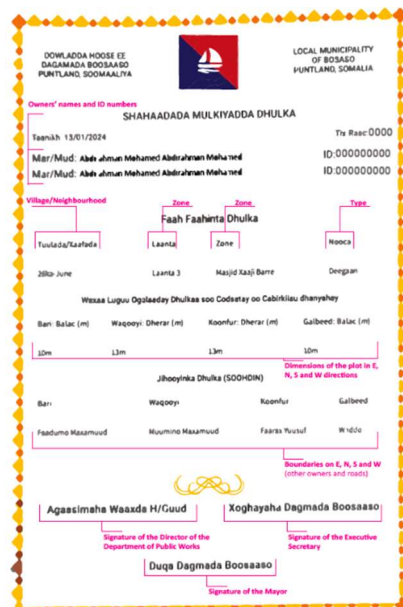 DOWLADDA HOOSE EE
DAGAMADA BOOSAASO
PUNTLAND, SOOMAALIYA
LOCAL MUNICIPALITY
OF BOSASO
PUNTLAND, SOMALIA
Owners' names and ID numbers
SHAHAADADA MULKIYADDA DHULKA
Taariikh 13/01/2024
Tix Raac:0000
Mar/Mud: Abdirahman Mohamed Abdirahman Mohamed
ID:000000000
Mar/Mud: Abdirahman Mohamed Abdirahman Mohamed
ID:000000000
Village/Neighbourhood
Zone
Zone
Type
Faah Faahinta Dhulka
Tuulada/Xaafada
Laanta
Zone
Nooca
26ka June
Laanta 3
Masjid Xaaji Barre
Deegaan
Waxaa Luguu Ogalaaday Dhulkaa soo Codsatay oo Cabirkiisu dhanyahay
Bari: Balac (m)
Waqooyi: Dherar (m)
Koonfur: Dherar (m)
Galbeed: Balac (m)
10m
13m
13m
10m
Dimensions of the plot in E,
N, S and W directions
Jihooyinka Dhulka (SOOHDIN)
Bari
Waqooyi
Koonfur
Galbeed
Faadumo Maxamuud
Muumino Maxamuud
Faaras Yuusuf
Waddo
Boundaries on E, N, S and W
(other owners and roads)
Agaasimaha Waaxda H/Guud
Xoghayaha Dagmada Boosaaso
Signature of the Director of the
Department of Public Works
Signature of the Executive
Secretary
Duqa Dagmada Boosaaso
Signature of the Mayor